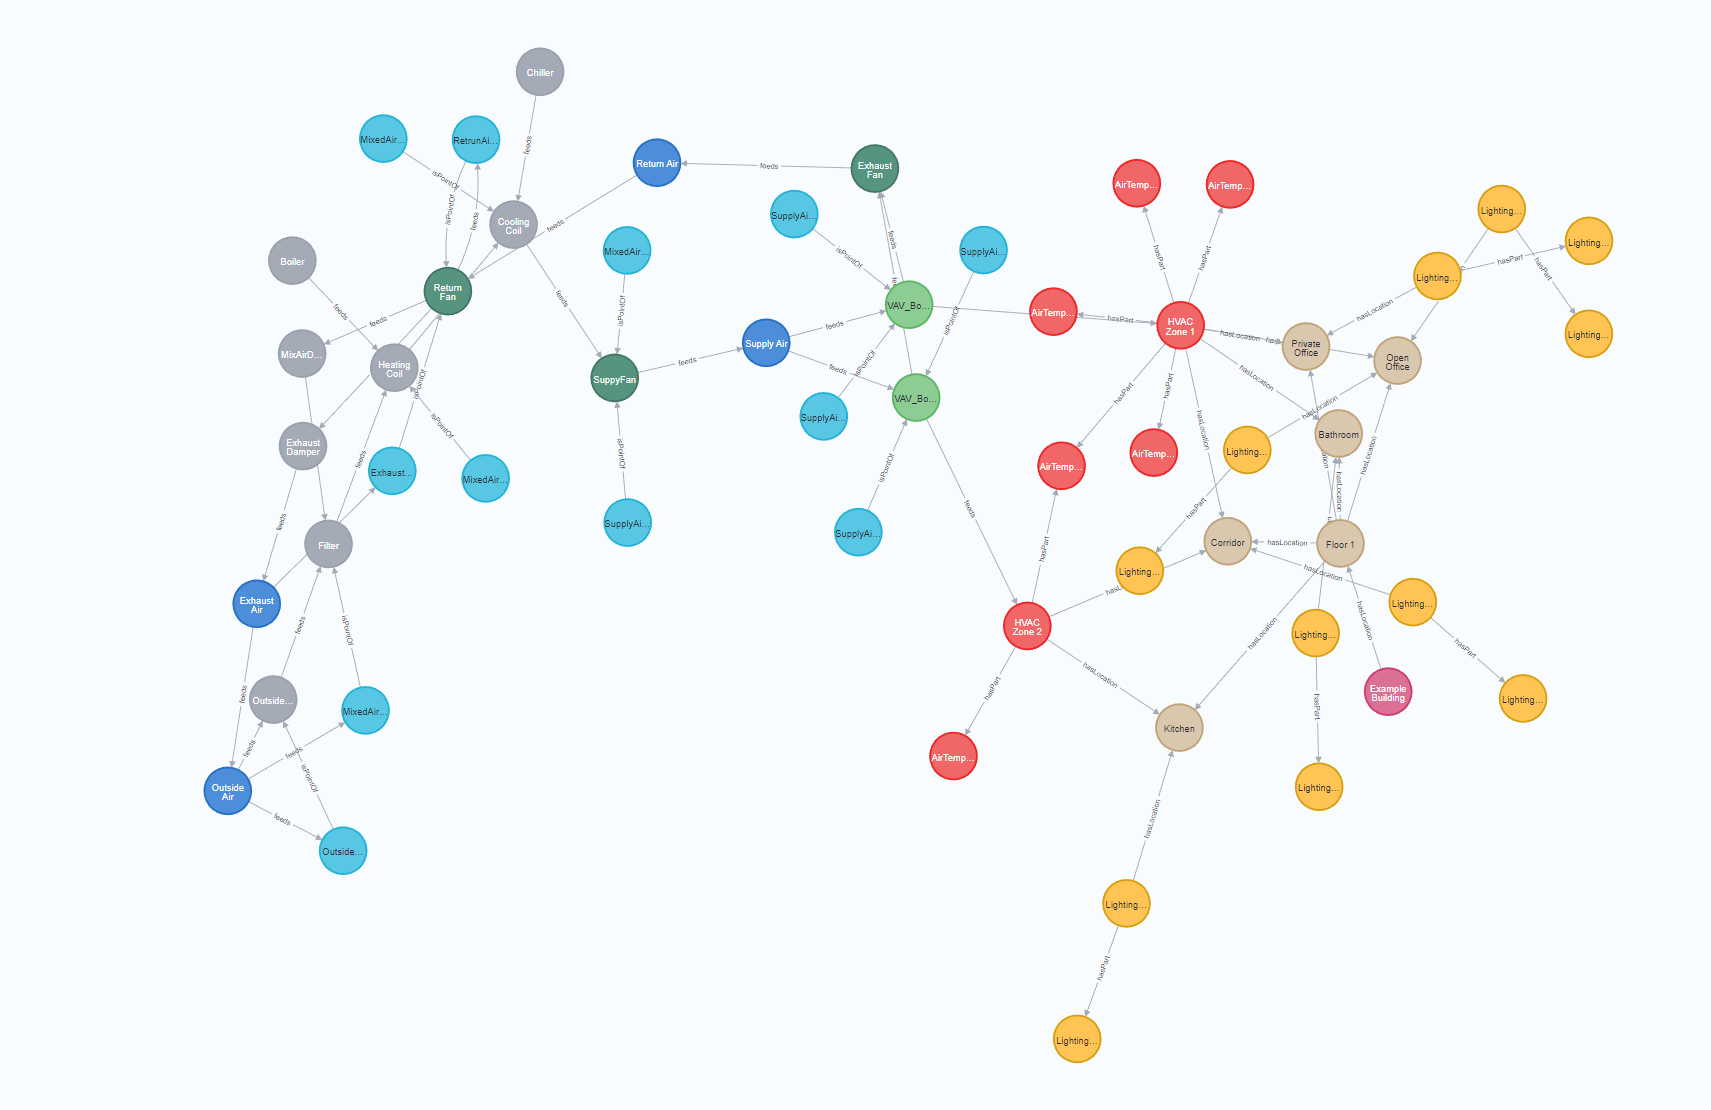 Chiller
MixedAir...
RetrunAi...
feeds
isPointOf
Return Air
feeds
Exhaust
Fan
AirTemp...
AirTemp...
isPointOf
feeds
Cooling
Coil
feeds
SupplyAi...
Lighting...
Lighting...
feeds
isPointOf
SupplyAi...
MixedAir...
hasPart
hasPart
hasPart
hasPart
Boiler
Return
Fan
feeds
feeds
isPointOf
Lighting...
hasLocation
VAV_Bo...
AirTemp...
hasPart
HVAC
Zone 1
hasLocation
Private
Office
Open
Office
Lighting...
feeds
isPointOf
feeds
Supply Air
MixAirD...
Heating
Coil
feeds
SuppyFan
feeds
isPointOf
isPointOf
hasLocation
hasPart
hasPart
VAV_Bo...
SupplyAi...
hasLocation
hasLocation
Bathroom
Exhaust
Damper
isPointOf
isPointOf
feeds
Exhaust...
MixedAir...
isPointOf
AirTemp...
AirTemp...
Lighting...
hasLocation
hasLocation
hasPart
feeds
feeds
SupplyAi...
SupplyAi...
Filter
hasPart
Corridor
hasLocation
Floor 1
Lighting...
hasLocation
Exhaust
Air
feeds
isPointOf
HVAC
Zone 2
Lighting...
hasLocation
hasLocation
Lighting...
hasPart
feeds
Outside...
MixedAir...
hasPart
hasLocation
hasPart
Example
Building
Lighting...
Kitchen
feeds
feeds
isPointOf
AirTemp...
Outside
Air
feeds
Lighting...
hasLocation
Outside...
Lighting...
hasPart
Lighting...